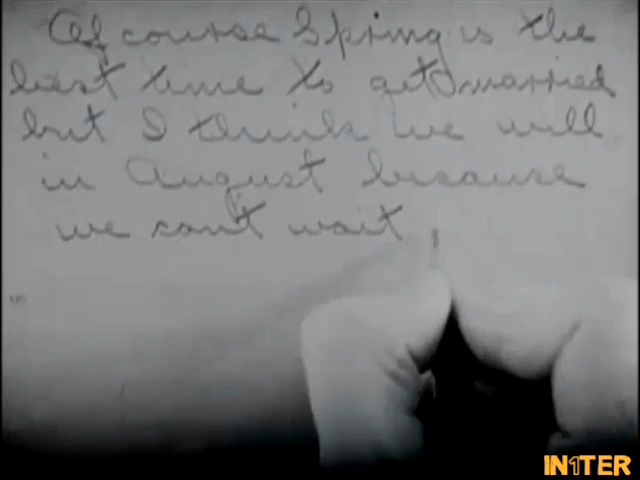 Of course Spring is the
best time to get married
but I think we will
in August because
we can't wait
IN1TER